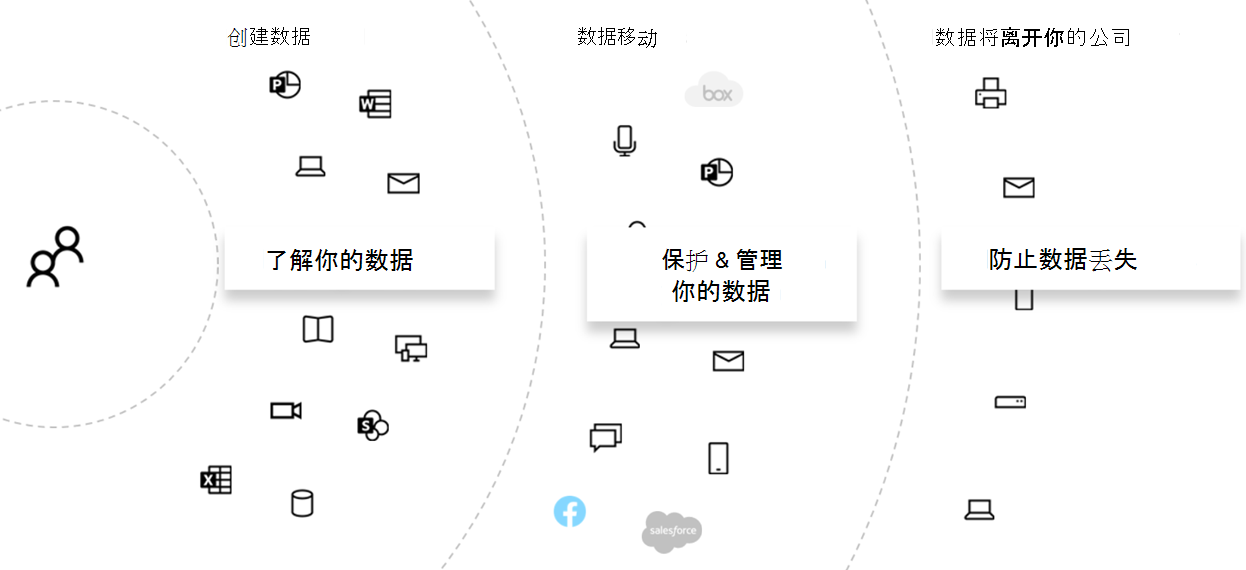 创建数据
数据移动
数据将离开你的公司
P
W
box
P
了解你的数据
保护 & 管理
你的数据
防止数据丢失
S
X
salesforce